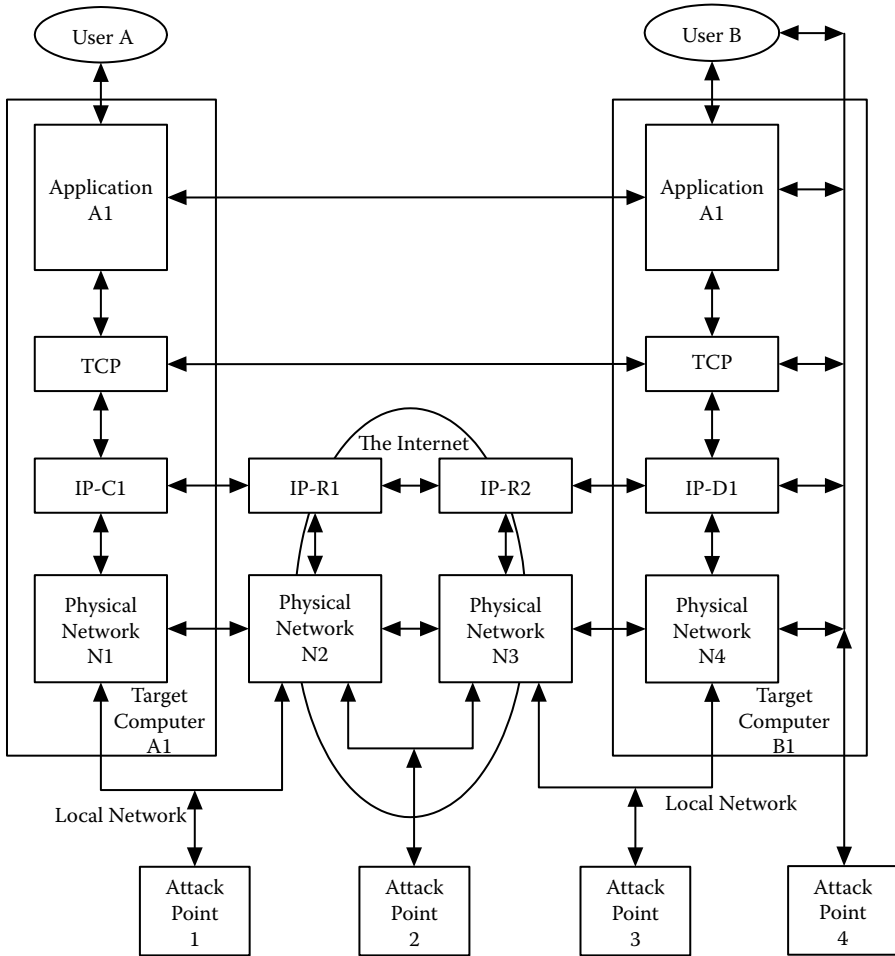 User A
User B
Application
A1
Application
A1
TCP
TCP
The Internet
IP-C1
IP-R1
IP-R2
IP-D1
Physical
Network
N1
Physical
Network
N2
Physical
Network
N3
Physical
Network
N4
Target
Computer
A1
Target
Computer
B1
Local Network
Local Network
Attack
Point
1
Attack
Point
2
Attack
Point
3
Attack
Point
4